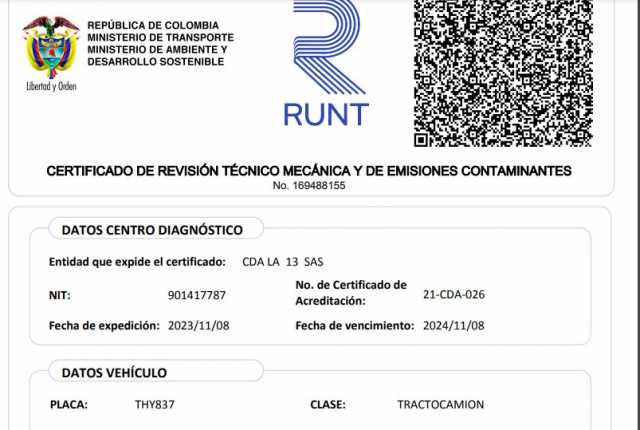 REPÚBLICA DE COLOMBIA
MINISTERIO DE TRANSPORTE
MINISTERIO DE AMBIENTE Y
DESARROLLO SOSTENIBLE
Libertad y Orden
RUNT
CERTIFICADO DE REVISIÓN TÉCNICO MECÁNICA Y DE EMISIONES CONTAMINANTES
No. 169488155
DATOS CENTRO DIAGNÓSTICO
Entidad que expide el certificado: CDA LA 13 SAS
NIT: 901417787 No. de Certificado de Acreditación: 21-CDA-026
Fecha de expedición: 2023/11/08 Fecha de vencimiento: 2024/11/08
DATOS VEHÍCULO
PLACA: THY837 CLASE: TRACTOCAMION